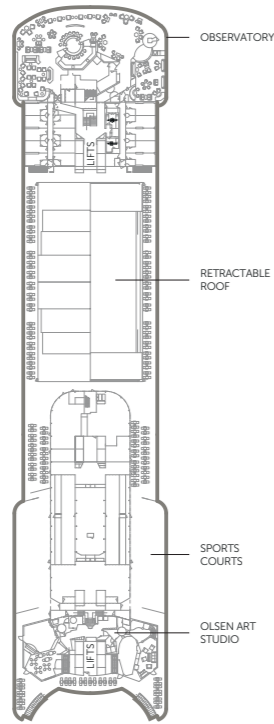 OBSERVATORY
LIFTS
RETRACTABLE
ROOF
SPORTS
COURTS
OLSEN ART
STUDIO
LIFTS